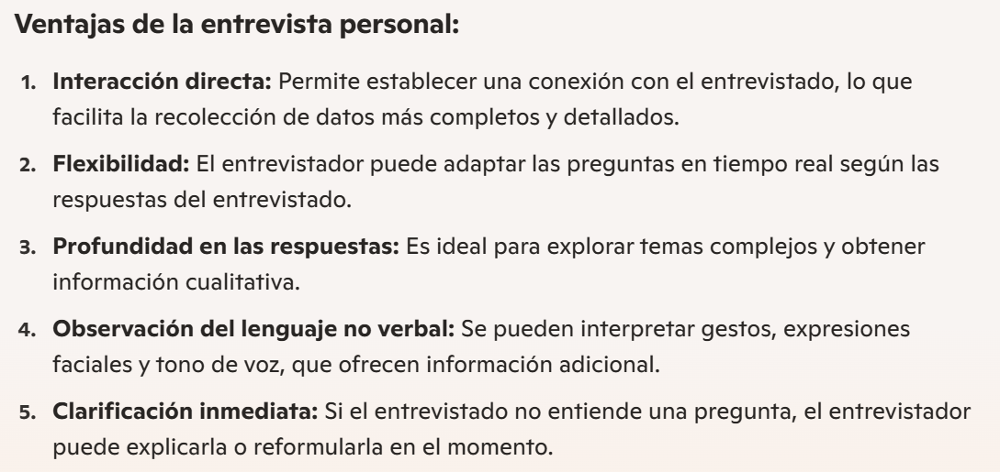 Ventajas de la entrevista personal:
1. Interacción directa: Permite establecer una conexión con el entrevistado, lo que
facilita la recolección de datos más completos y detallados.
2. Flexibilidad: El entrevistador puede adaptar las preguntas en tiempo real según las
respuestas del entrevistado.
3. Profundidad en las respuestas: Es ideal para explorar temas complejos y obtener
información cualitativa.
4. Observación del lenguaje no verbal: Se pueden interpretar gestos, expresiones
faciales y tono de voz, que ofrecen información adicional.
5. Clarificación inmediata: Si el entrevistado no entiende una pregunta, el entrevistador
puede explicarla o reformularla en el momento.